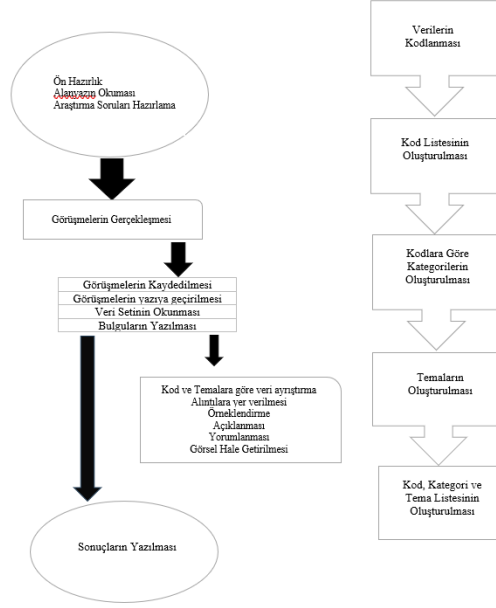 Ön Hazırlık
Alanyazın Okuması
Araştırma Soruları Hazırlama
Görüşmelerin Gerçekleşmesi
Görüşmelerin Kaydedilmesi
Görüşmelerin yazıya geçirilmesi
Veri Setinin Okunması
Bulguların Yazılması
Kod ve Temalara göre veri ayrıştırma
Alıntılara yer verilmesi
Örneklendirme
Açıklanması
Yorumlanması
Görsel Hale Getirilmesi
Sonuçların Yazılması
Verilerin
Kodlanması
Kod Listesinin
Oluşturulması
Kodlara Göre
Kategorilerin
Oluşturulması
Temaların
Oluşturulması
Kod, Kategori ve
Tema Listesinin
Oluşturulması